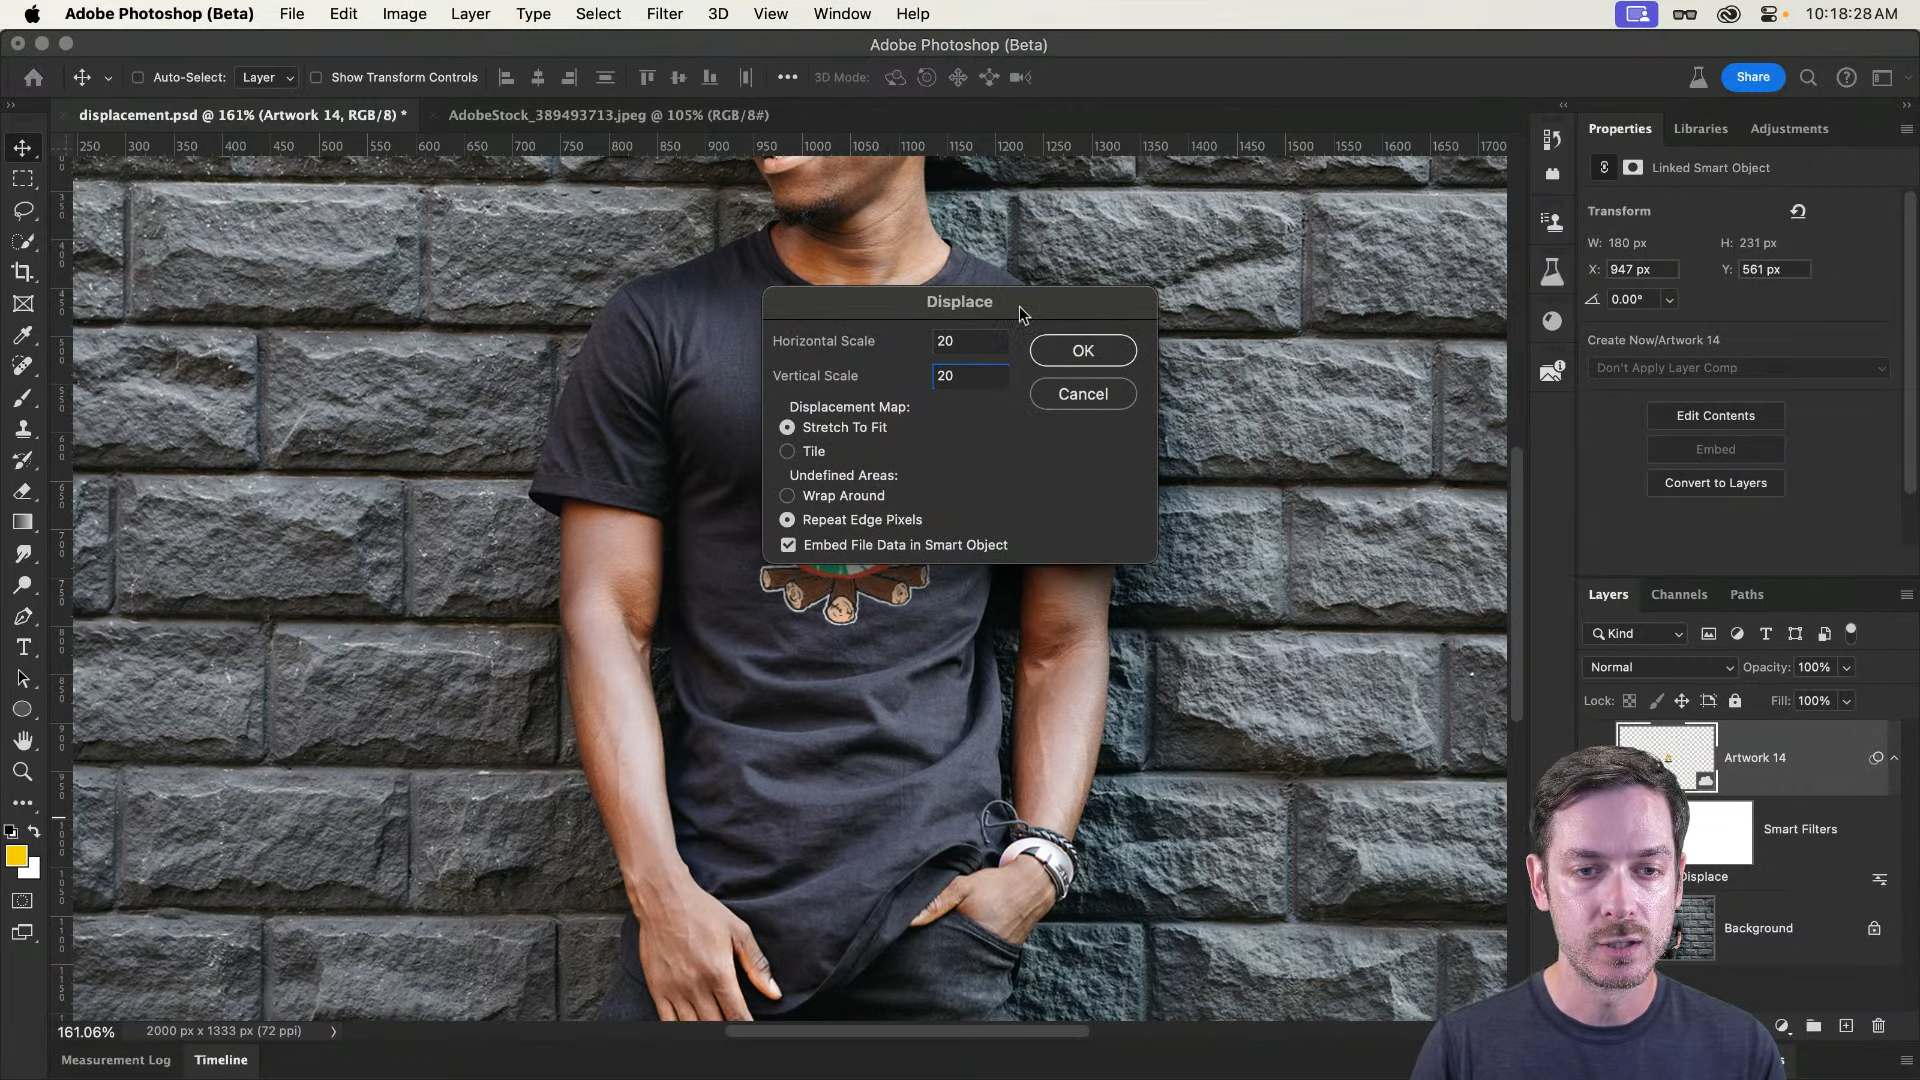 Adobe Photoshop (Beta) File Edit Image Layer Type Select Filter 3D View Window Help 10:18:28 AM
Adobe Photoshop (Beta)
Auto-Select: Layer Show Transform Controls 3D Mode: Share
displacement.psd @ 161% (Artwork 14, RGB/8) * AdobeStock_389493713.jpeg @ 105% (RGB/8#)
Properties Libraries Adjustments
250 300 350 400 450 500 550 600 650 700 750 800 850 900 950 1000 1050 1100 1150 1200 1250 1300 1350 1400 1450 1500 1550 1600 1650 1700
Linked Smart Object
Transform
W: 180 px H: 231 px
X: 947 px Y: 561 px
0.00°
Create Now/Artwork 14
Don't Apply Layer Comp
Edit Contents
Embed
Convert to Layers
Displace
Horizontal Scale 20
OK
Vertical Scale 20
Cancel
Displacement Map:
Stretch To Fit
Tile
Undefined Areas:
Wrap Around
Repeat Edge Pixels
Embed File Data in Smart Object
Layers Channels Paths
Kind
Normal Opacity: 100%
Lock: Fill: 100%
Artwork 14
Smart Filters
Displace
Background
161.06% 2000 px x 1333 px (72 ppi)
Measurement Log Timeline